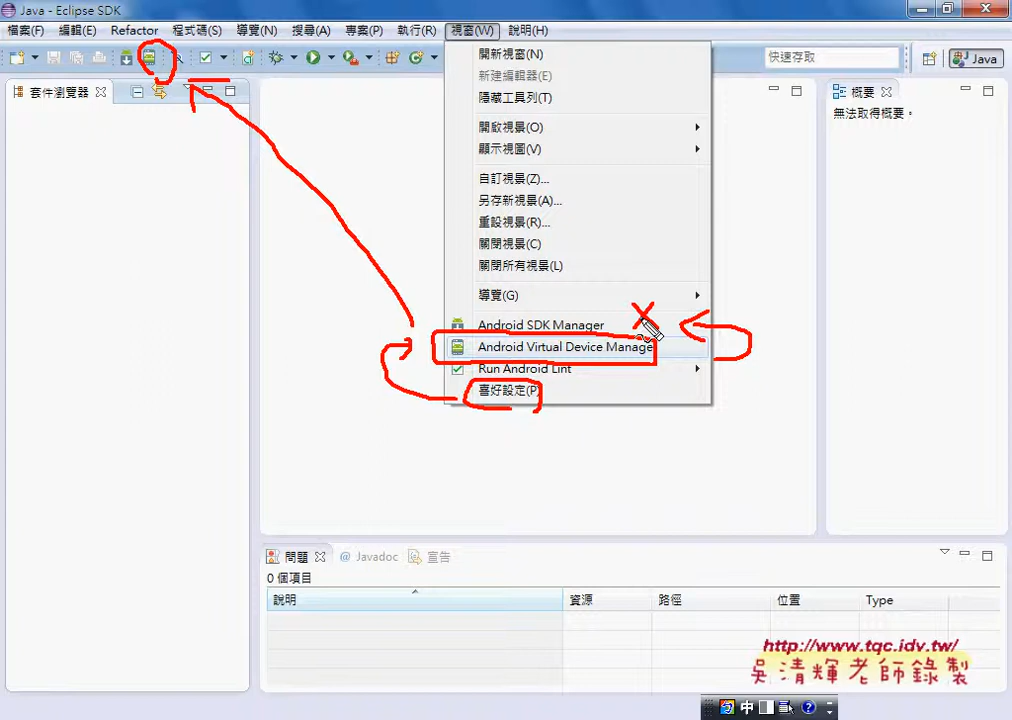 Java - Eclipse SDK
檔案(F) 編輯(E) Refactor 程式碼(S) 導覽(N) 搜尋(A) 專案(P) 執行(R) 視窗(W) 說明(H)
快速存取
Java
套件瀏覽器
開新視窗(N)
新建編輯器(E)
隱藏工具列(T)
開啟視景(O)
顯示視圖(V)
自訂視景(Z)...
另存新視景(A)...
重設視景(R)...
關閉視景(C)
關閉所有視景(L)
導覽(G)
Android SDK Manager
Android Virtual Device Manage
Run Android Lint
喜好設定(P)
概要
無法取得概要。
問題 @ Javadoc 宣告
0 個項目
說明 資源 路徑 位置 Type
http://www.tqc.idv.tw/
吳清輝老師錄製
中